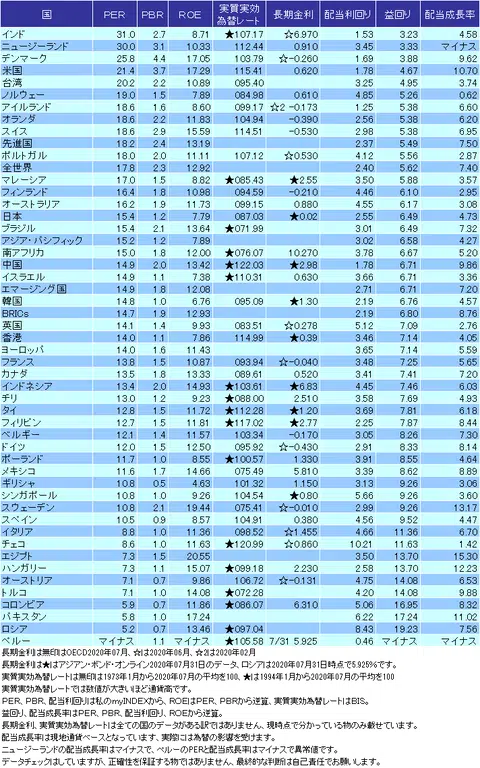 国 PER PBR ROE 実質実効為替レート 長期金利 配当利回り 益回り 配当成長率
インド 31.0 2.7 8.71 ★107.17 ☆6.970 1.53 3.23 4.58
ニュージーランド 30.0 3.1 10.33 112.44 0.910 3.45 3.33 マイナス
デンマーク 25.8 4.4 17.05 103.79 ☆-0.260 1.69 3.88 9.62
米国 21.4 3.7 17.29 115.41 0.620 1.78 4.67 10.70
台湾 20.2 2.2 10.89 095.40 3.25 4.95 3.74
ノルウェー 19.0 1.5 7.89 084.98 0.610 4.85 5.26 0.62
アイルランド 18.6 1.6 8.60 099.17 ☆2 -0.173 1.25 5.38 6.60
オランダ 18.6 2.2 11.83 104.94 -0.390 2.56 5.38 6.20
スイス 18.6 2.9 15.59 114.51 -0.530 2.98 5.38 6.95
先進国 18.2 2.4 13.19 2.37 5.49 7.50
ポルトガル 18.0 2.0 11.11 107.12 ☆0.530 4.12 5.56 2.87
全世界 17.8 2.3 12.92 2.40 5.62 7.40
マレーシア 17.0 1.5 8.82 ★085.43 ★2.55 3.50 5.88 3.57
フィンランド 16.4 1.8 10.98 094.59 -0.210 4.46 6.10 2.95
オーストラリア 16.2 1.9 11.73 099.15 0.880 4.55 6.17 3.08
日本 15.4 1.2 7.79 087.03 ★0.02 2.55 6.49 4.73
ブラジル 15.4 2.1 13.64 ★071.99 3.01 6.49 7.32
アジア・パシフィック 15.2 1.2 7.89 3.02 6.58 4.27
南アフリカ 15.0 1.8 12.00 ★076.07 10.270 3.78 6.67 5.20
中国 14.9 2.0 13.42 ★122.03 ★2.98 1.78 6.71 9.86
イスラエル 14.9 1.1 7.38 ★110.31 0.630 3.66 6.71 3.36
エマージング国 14.9 1.8 12.08 2.71 6.71 7.20
韓国 14.8 1.0 6.76 095.09 ★1.30 2.19 6.76 4.57
BRICs 14.7 1.9 12.93 2.19 6.80 8.76
英国 14.1 1.4 9.93 083.51 ☆0.278 5.12 7.09 2.76
香港 14.0 1.1 7.86 114.99 ★0.39 3.46 7.14 4.05
ヨーロッパ 14.0 1.6 11.43 3.65 7.14 5.59
フランス 13.8 1.5 10.87 093.94 ☆-0.040 3.48 7.25 5.65
カナダ 13.5 1.8 13.33 089.61 0.520 3.41 7.41 7.20
インドネシア 13.4 2.0 14.93 ★103.61 ★6.83 4.45 7.46 6.03
チリ 13.0 1.2 9.23 ★088.00 2.510 3.58 7.69 4.93
タイ 12.8 1.5 11.72 ★112.28 ★1.20 3.69 7.81 6.18
フィリピン 12.7 1.5 11.81 ★117.02 ★2.77 2.25 7.87 8.44
ベルギー 12.1 1.4 11.57 103.34 -0.170 3.05 8.26 7.30
ドイツ 12.0 1.5 12.50 095.92 ☆-0.430 2.91 8.33 8.14
ポーランド 11.7 1.0 8.55 ★100.57 1.330 3.91 8.55 4.64
メキシコ 11.6 1.7 14.66 075.49 5.810 3.39 8.62 8.89
ギリシャ 10.8 0.5 4.63 101.32 1.150 3.13 9.26 3.06
シンガポール 10.8 1.0 9.26 104.54 ★0.80 5.66 9.26 3.60
スウェーデン 10.8 2.1 19.44 075.41 ☆-0.010 2.99 9.26 13.17
スペイン 10.5 0.9 8.57 104.91 0.380 4.56 9.52 4.47
イタリア 8.8 1.0 11.36 098.52 ☆1.455 4.66 11.36 6.70
チェコ 8.6 1.0 11.63 ★120.99 ☆0.860 10.21 11.63 1.42
エジプト 7.3 1.5 20.55 3.50 13.70 15.30
ハンガリー 7.3 1.1 15.07 ★099.18 2.230 2.58 13.70 12.23
オーストリア 7.1 0.7 9.86 106.72 ☆-0.131 4.75 14.08 6.53
トルコ 7.1 1.0 14.08 ★072.28 4.20 14.08 9.88
コロンビア 5.9 0.7 11.86 ★086.07 6.310 5.06 16.95 8.32
パキスタン 5.8 1.0 17.24 6.22 17.24 11.02
ロシア 5.2 0.7 13.46 ★097.04 8.43 19.23 7.56
ペルー マイナス 1.1 マイナス ★105.58 7/31 5.925 0.46 マイナス マイナス
長期金利は無印はOECD2020年07月、☆は2020年06月、☆2は2020年02月
長期金利は★はアジアン・ボンド・オンライン2020年07月31日のデータ、ロシアは2020年07月31日時点で5.925%です。
実質実効為替レートは無印は1973年1月から2020年07月の平均を100、★は1994年1月から2020年07月の平均を100
実質実効為替レートでは数値が大きいほど通貨高です。
PER、PBR、配当利回りは私のmyINDEXから、ROEはPER、PBRから逆算、実質実効為替レートはBIS。
益回り、配当成長率はPER、PBR、配当利回り、ROEから逆算。
長期金利、実質実効為替レートは全ての国のデータがある訳ではありません、現時点で分かっている物のみ載せています。
配当成長率は現地通貨ベースとなっています、実際には為替の影響を受けます。
ニュージーランドの配当成長率はマイナスで、ペルーのPERと配当成長率はマイナスで異常値です。
データチェックはしていますが、正確性を保証する物ではありません、最終的な判断は自己責任でお願いします。